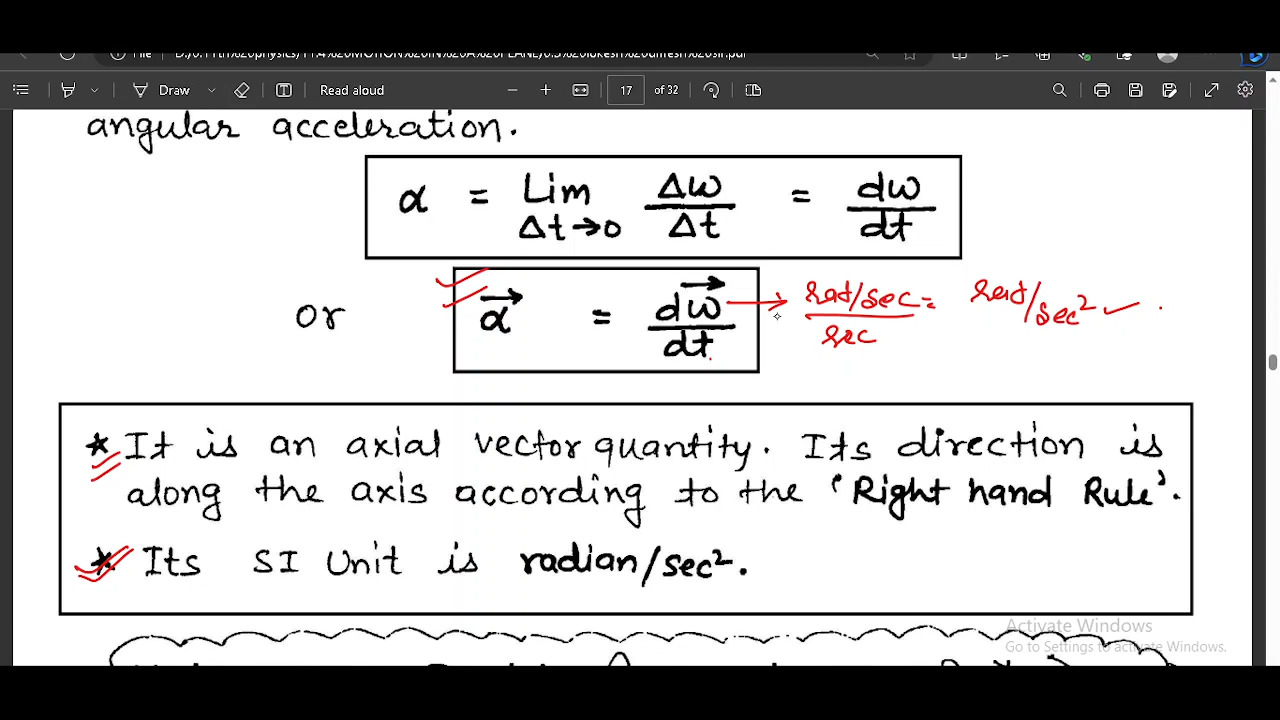 Draw
Read aloud
17 of 32
angular acceleration.
α = Lim Δt→0 Δω/Δt = dω/dt
or α⃗ = dω⃗/dt → rad/sec / sec = rad/sec² ✓
★ It is an axial vector quantity. Its direction is
along the axis according to the 'Right hand Rule'.
★ Its SI Unit is radian/sec².
Activate Windows
Go to Settings to activate Windows.